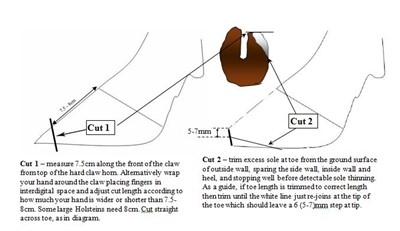 7.5 - 8cm
Cut 1
Cut 2
5-7mm
Cut 1 – measure 7.5cm along the front of the claw
from top of the hard claw horn. Alternatively wrap
your hand around the claw placing fingers in
interdigital space and adjust cut length according to
how much your hand is wider or shorter than 7.5-
8cm. Some large Holsteins need 8cm. Cut straight
across toe, as in diagram.
Cut 2 – trim excess sole at toe from the ground surface
of outside wall, sparing the side wall, inside wall and
heel, and stopping well before detectable sole thinning.
As a guide, if toe length is trimmed to correct length
then trim until the white line just re-joins at the tip of
the toe which should leave a 6 (5-7)mm step at tip.